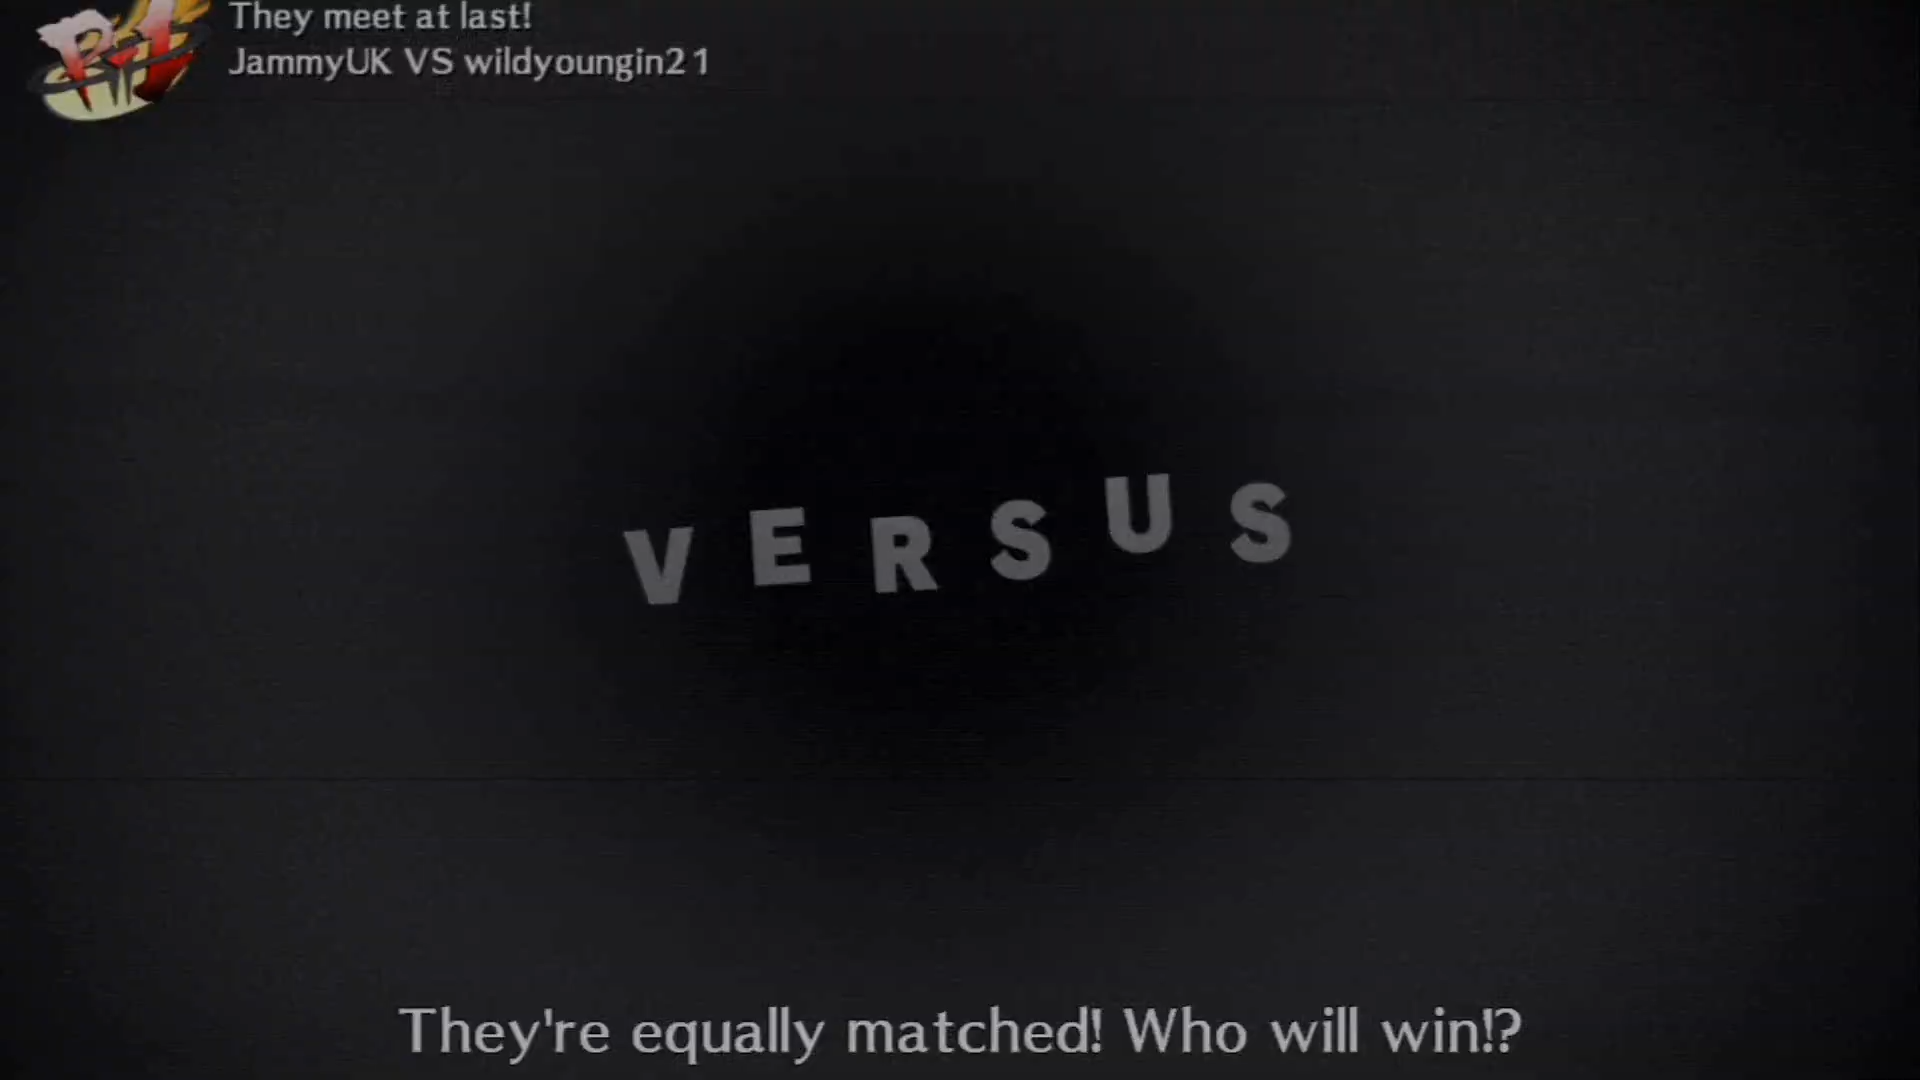 They meet at last!
JammyUK VS wildyoungin21
VERSUS
They're equally matched! Who will win!?